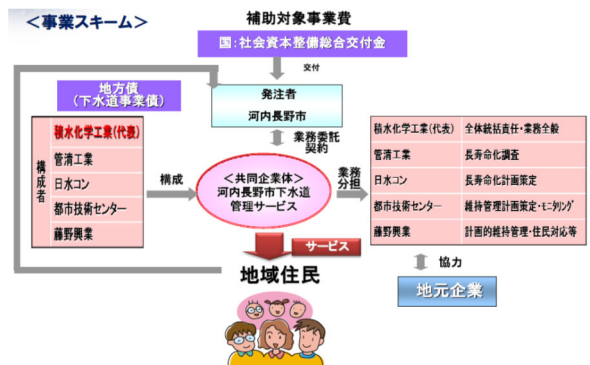 ＜事業スキーム＞
補助対象事業費
国：社会資本整備総合交付金
交付
地方債
（下水道事業債）
発注者
河内長野市
業務委託
契約
構成者
積水化学工業(代表)
管清工業
日水コン
都市技術センター
藤野興業
構成
＜共同企業体＞
河内長野市下水道
管理サービス
業務
分担
積水化学工業(代表) 全体統括責任・業務全般
管清工業 長寿命化調査
日水コン 長寿命化計画策定
都市技術センター 維持管理計画策定・モニタリング
藤野興業 計画的維持管理・住民対応等
サービス
地域住民
協力
地元企業